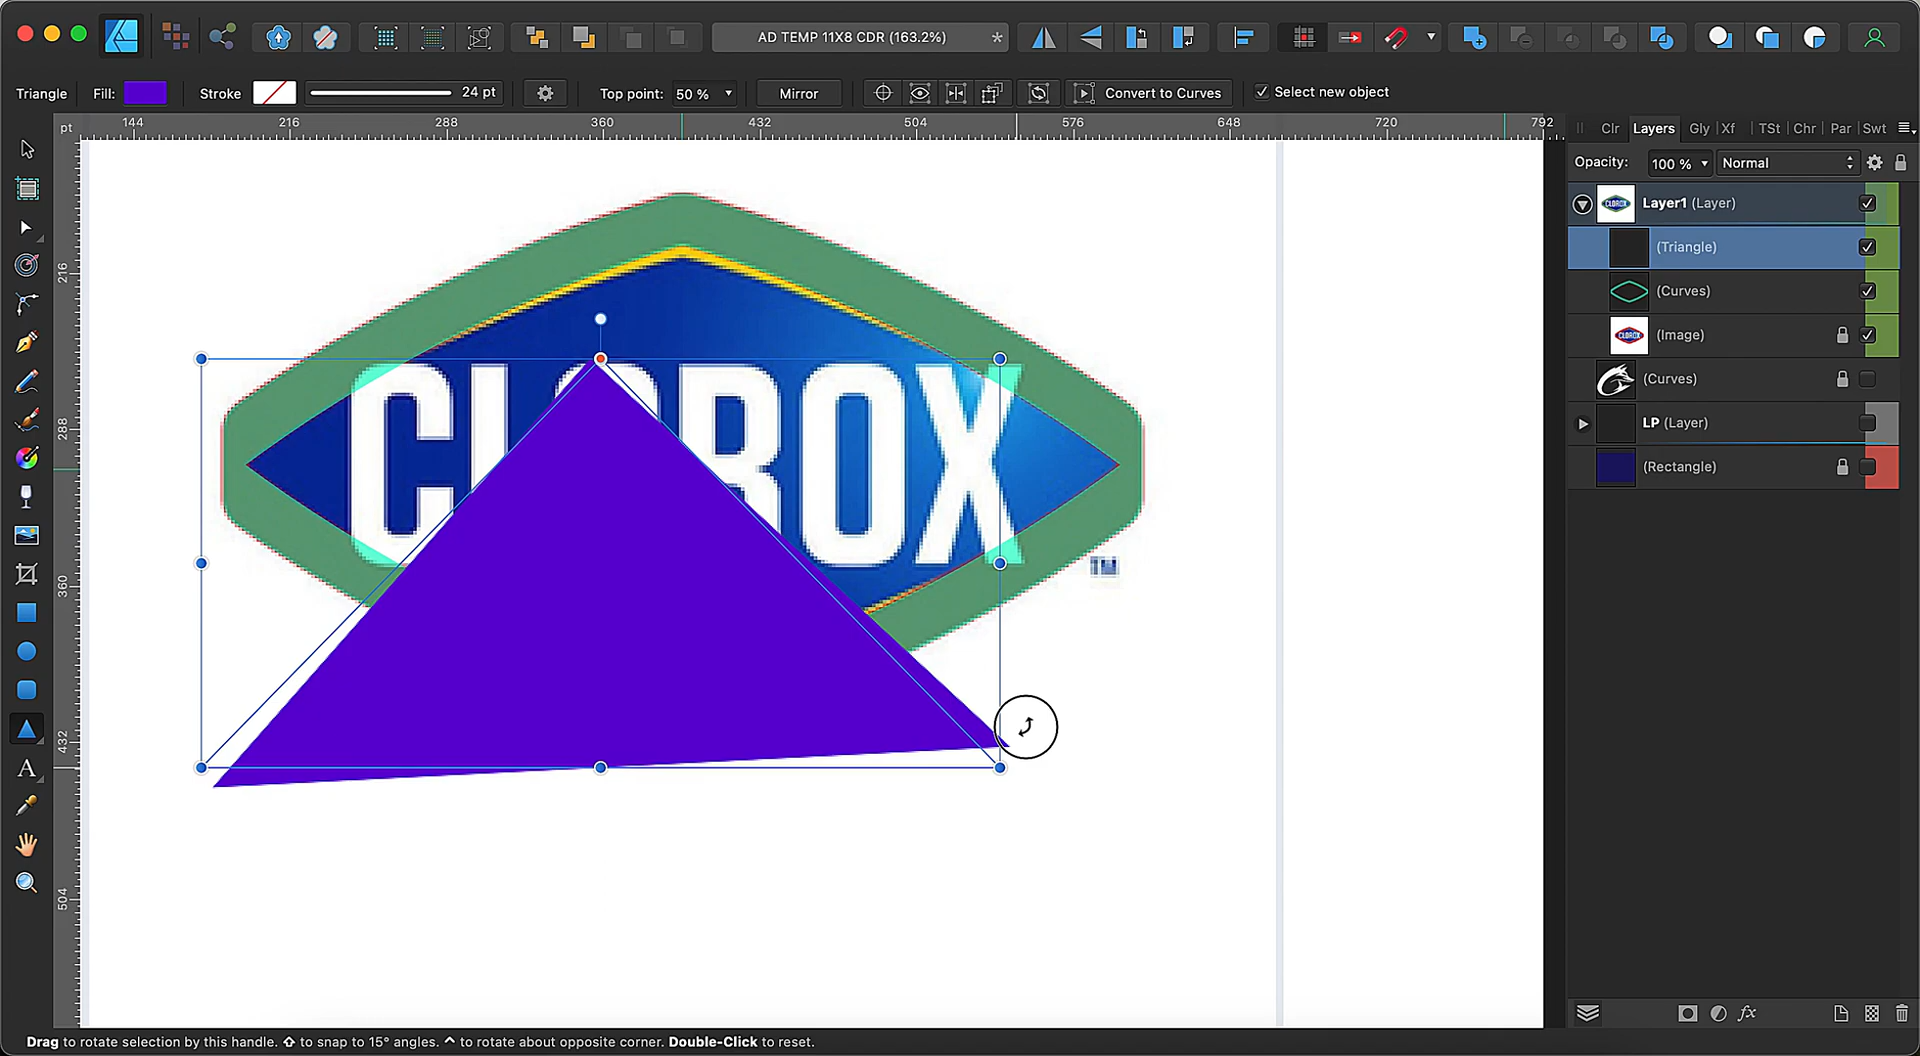 AD TEMP 11X8 CDR (163.2%)
*
Triangle
Fill:
Stroke
24 pt
Top point: 50 %
Mirror
Convert to Curves
Select new object
pt
144 216 288 360 432 504 576 648 720 792
Clr Layers Gly Xf TSt Chr Par Swt
Opacity: 100 % Normal
Layer1 (Layer)
(Triangle)
(Curves)
(Image)
(Curves)
LP (Layer)
(Rectangle)
216
288
360
432
504
CLOROX
TM
Drag to rotate selection by this handle. ⇧ to snap to 15° angles. ^ to rotate about opposite corner. Double-Click to reset.